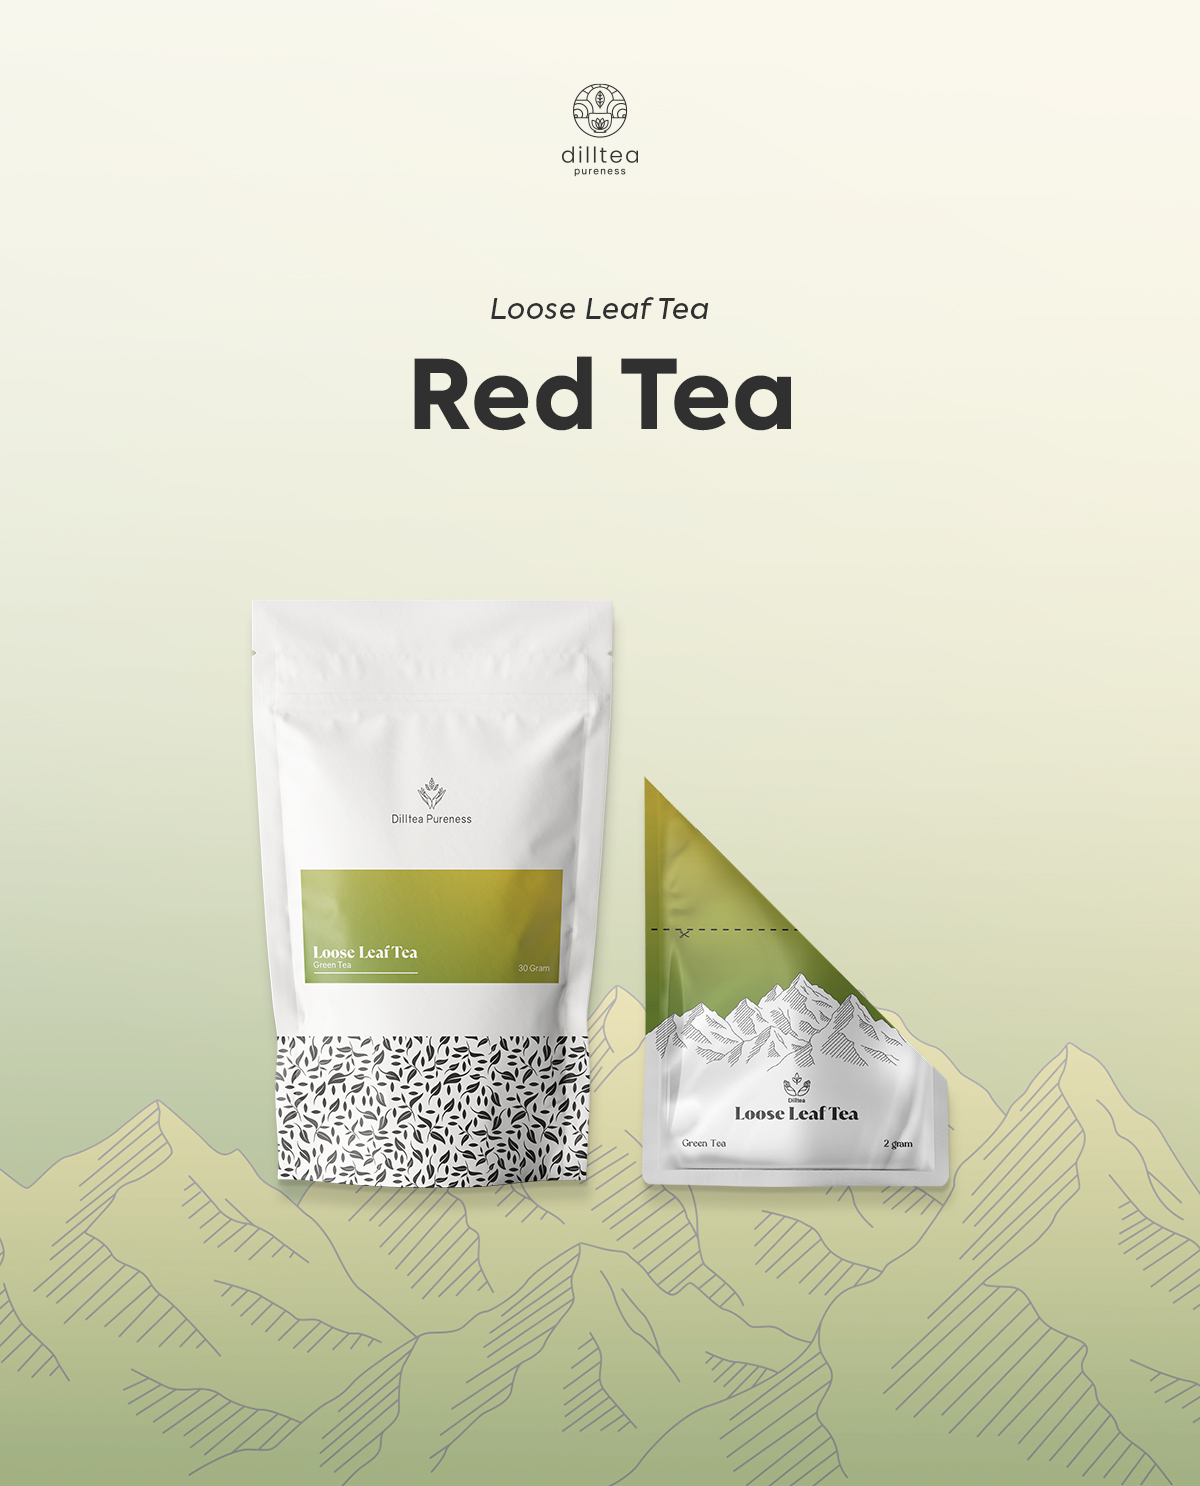 dilltea
pureness
Loose Leaf Tea
Red Tea
Dilltea Pureness
Loose Leaf Tea
Green Tea
30 Gram
Dilltea
Loose Leaf Tea
Green Tea
2 gram